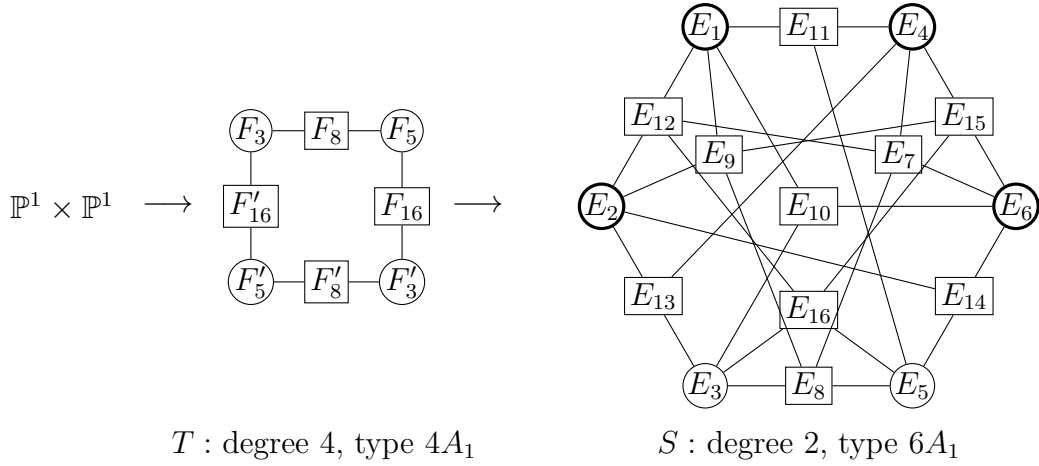 E₁ E₁₁ E₄
E₁₂ E₁₅
F₃ F₈ F₅
E₉ E₇
ℙ¹ × ℙ¹ ⟶ F′₁₆ F₁₆ ⟶ E₂ E₁₀ E₆
F′₅ F′₈ F′₃
E₁₃ E₁₆ E₁₄
E₃ E₈ E₅
T : degree 4, type 4A₁ S : degree 2, type 6A₁